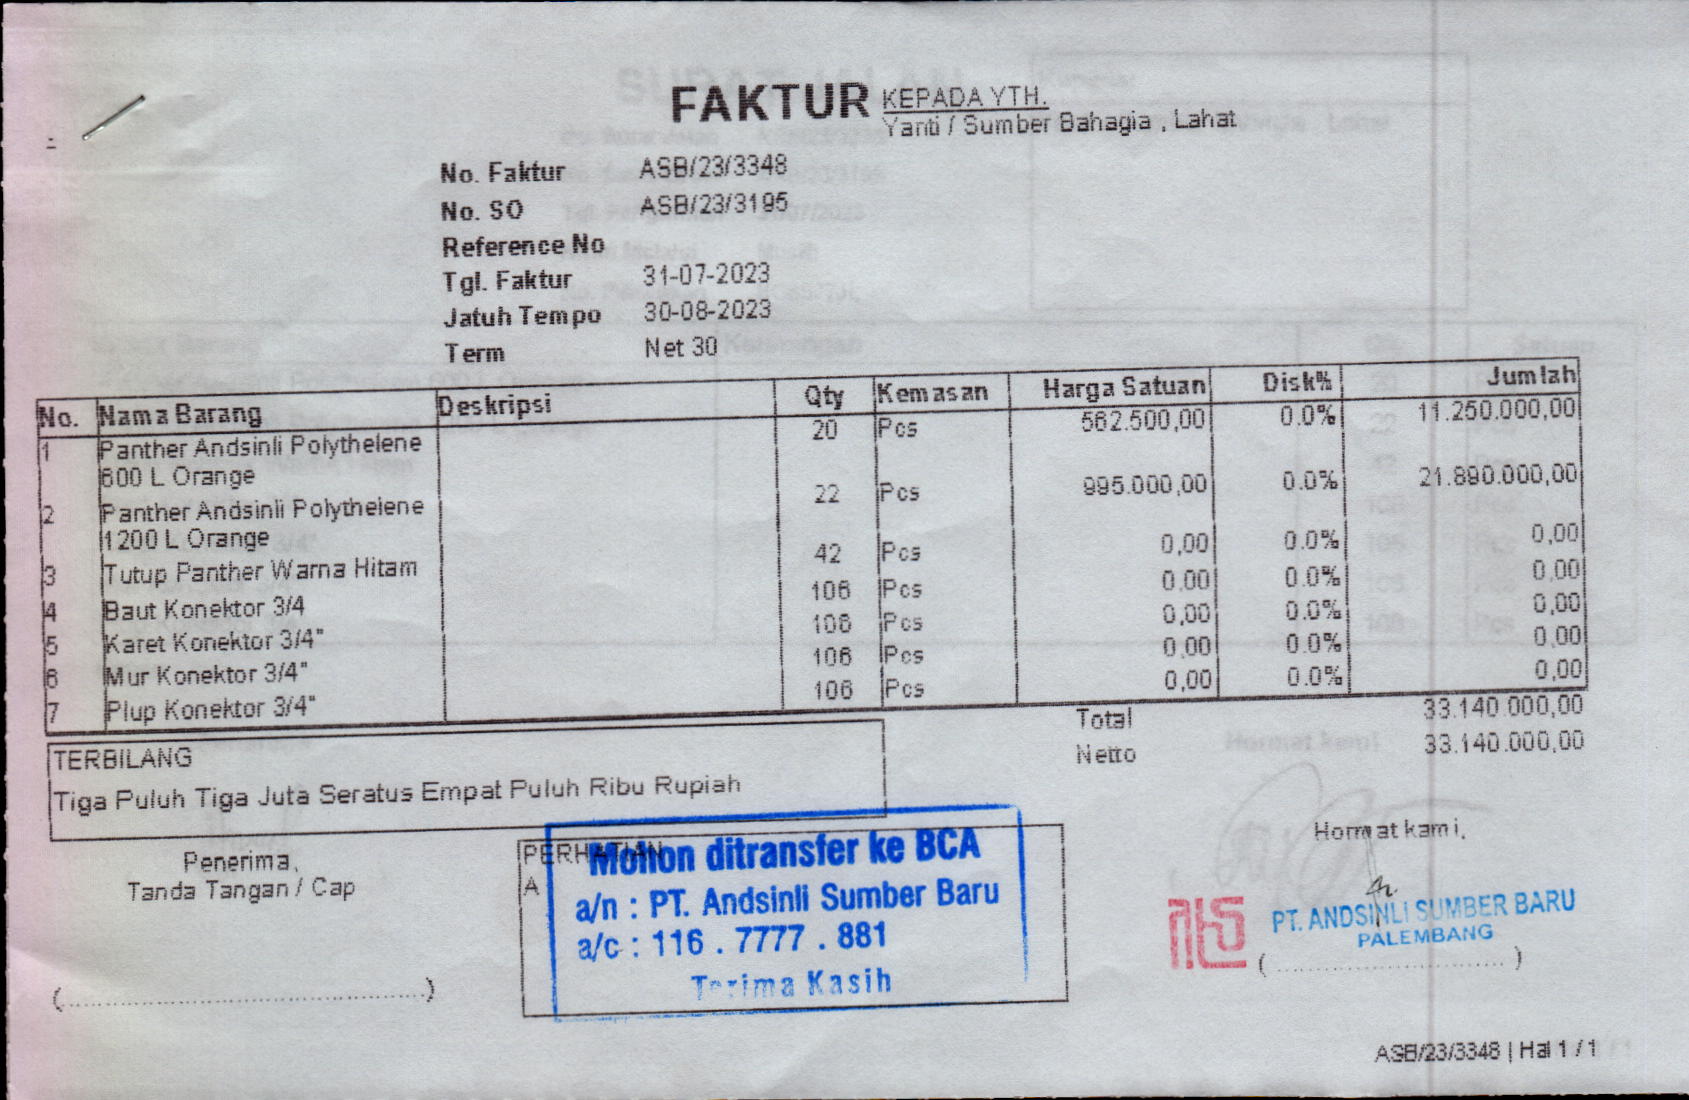 FAKTUR
KEPADA YTH.
Yanti / Sumber Bahagia , Lahat
No. Faktur ASB/23/3348
No. SO ASB/23/3195
Reference No
Tgl. Faktur 31-07-2023
Jatuh Tempo 30-08-2023
Term Net 30
No. Nama Barang Deskripsi Qty Kemasan Harga Satuan Disk% Jumlah
1 Panther Andsinli Polythelene 20 Pcs 562.500,00 0.0% 11.250.000,00
600 L Orange
2 Panther Andsinli Polythelene 22 Pcs 995.000,00 0.0% 21.890.000,00
1200 L Orange
3 Tutup Panther Warna Hitam 42 Pcs 0,00 0.0% 0,00
4 Baut Konektor 3/4 106 Pcs 0,00 0.0% 0,00
5 Karet Konektor 3/4" 106 Pcs 0,00 0.0% 0,00
6 Mur Konektor 3/4" 106 Pcs 0,00 0.0% 0,00
7 Plup Konektor 3/4" 106 Pcs 0,00 0.0% 0,00
Total 33.140.000,00
Netto 33.140.000,00
TERBILANG
Tiga Puluh Tiga Juta Seratus Empat Puluh Ribu Rupiah
Penerima,
Tanda Tangan / Cap
(..........................................)
PERHATIAN
A
Mohon ditransfer ke BCA
a/n : PT. Andsinli Sumber Baru
a/c : 116 . 7777 . 881
Terima Kasih
Hormat kami,
PT. ANDSINLI SUMBER BARU
PALEMBANG
( .................................. )
ASB/23/3348 | Hal 1 / 1